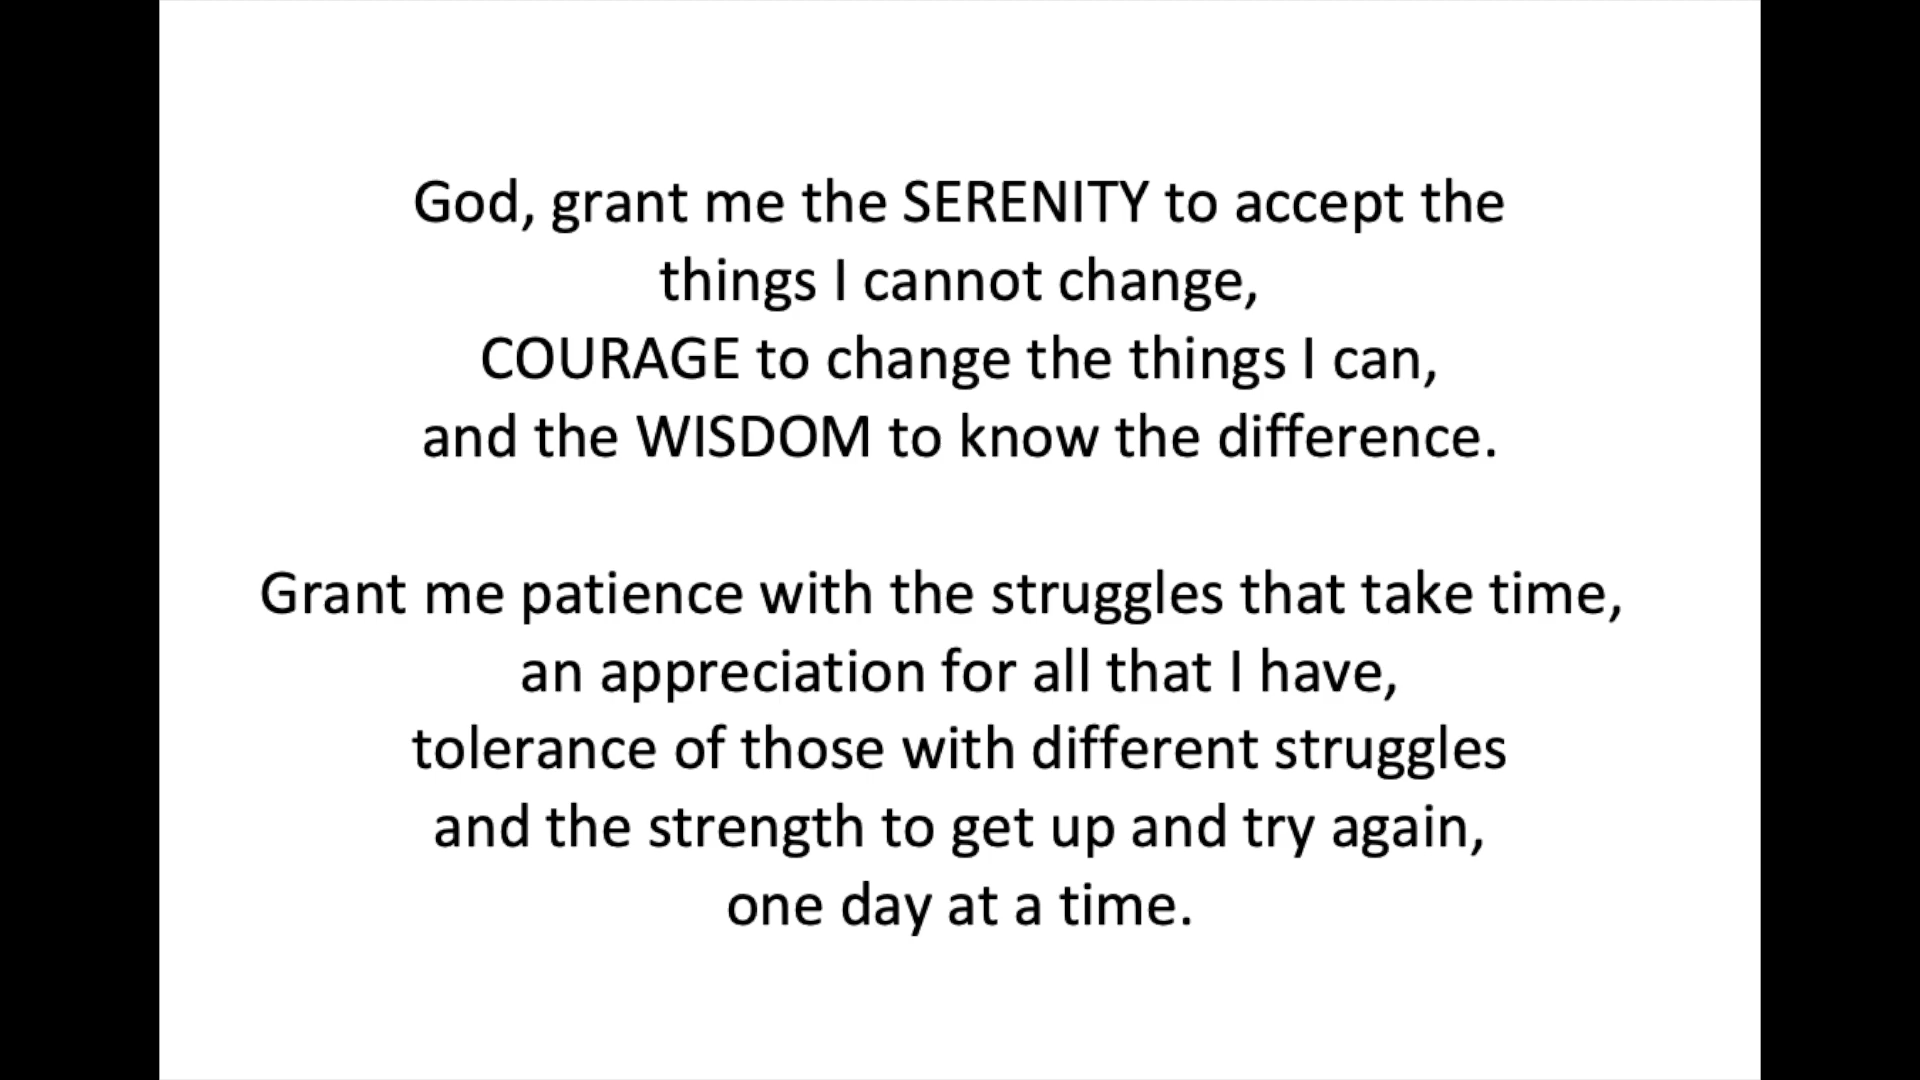 God, grant me the SERENITY to accept the
things I cannot change,
COURAGE to change the things I can,
and the WISDOM to know the difference.
Grant me patience with the struggles that take time,
an appreciation for all that I have,
tolerance of those with different struggles
and the strength to get up and try again,
one day at a time.